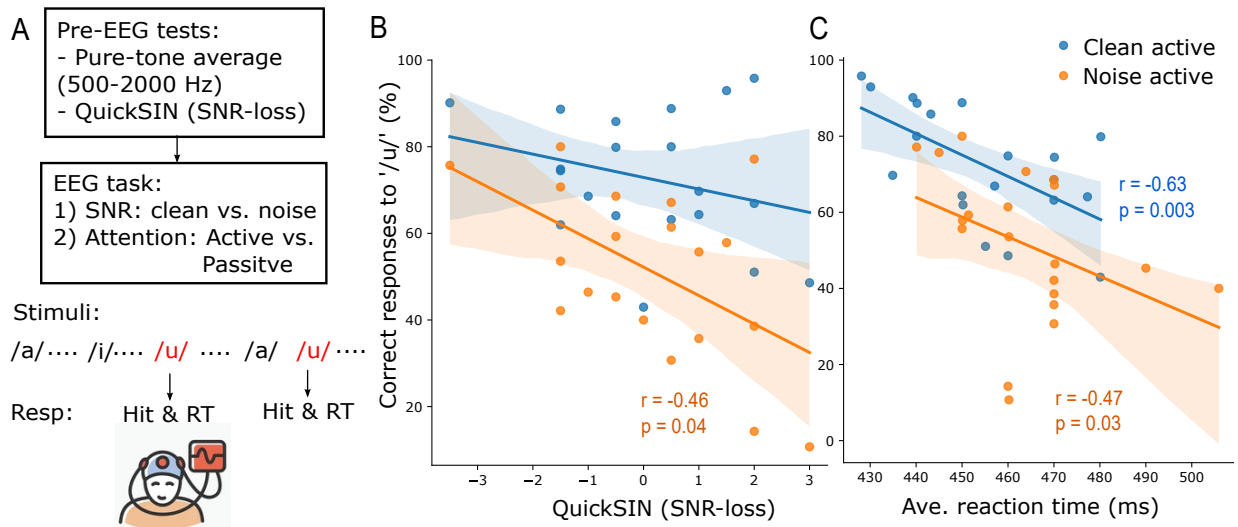 A
Pre-EEG tests:
- Pure-tone average
(500-2000 Hz)
- QuickSIN (SNR-loss)
EEG task:
1) SNR: clean vs. noise
2) Attention: Active vs.
Passitve
Stimuli:
/a/ ···· /i/ ···· /u/ ···· /a/ /u/ ····
Resp: Hit & RT Hit & RT
B
Correct responses to '/u/' (%)
100
80
60
40
20
r = -0.46
p = 0.04
−3 −2 −1 0 1 2 3
QuickSIN (SNR-loss)
C
Clean active
Noise active
100
80
60
40
20
0
r = -0.63
p = 0.003
r = -0.47
p = 0.03
430 440 450 460 470 480 490 500
Ave. reaction time (ms)